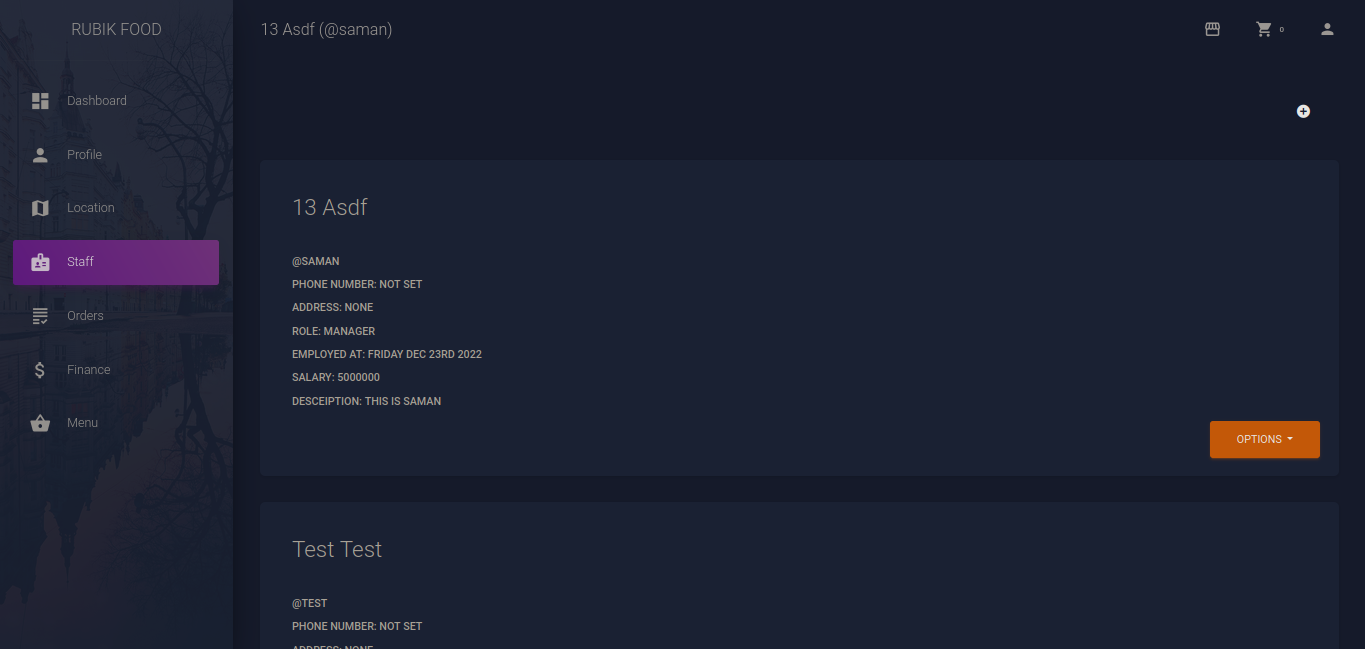 RUBIK FOOD
13 Asdf (@saman)
0
Dashboard
Profile
Location
Staff
Orders
Finance
Menu
13 Asdf
@SAMAN
PHONE NUMBER: NOT SET
ADDRESS: NONE
ROLE: MANAGER
EMPLOYED AT: FRIDAY DEC 23RD 2022
SALARY: 5000000
DESCEIPTION: THIS IS SAMAN
OPTIONS
Test Test
@TEST
PHONE NUMBER: NOT SET
ADDRESS: NONE